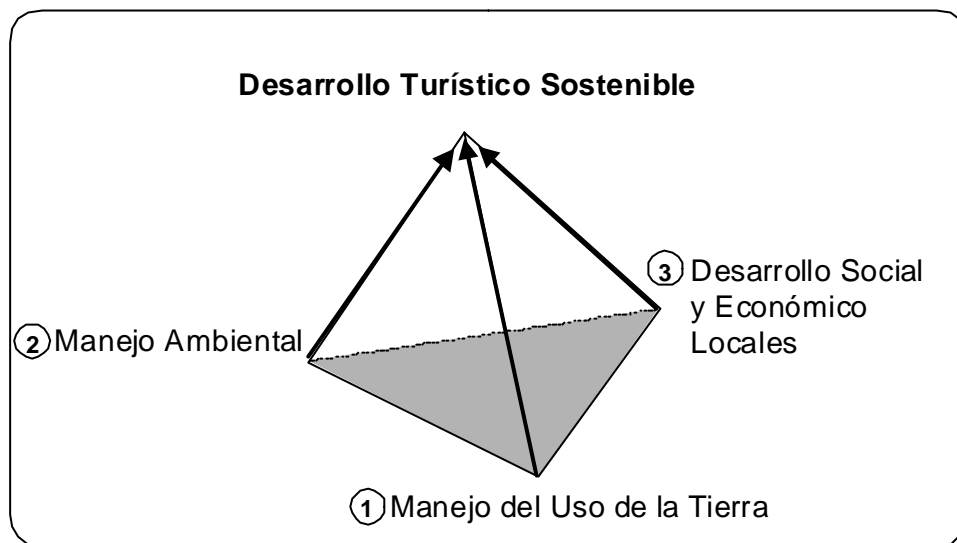 Desarrollo Turístico Sostenible
3 Desarrollo Social
y Económico
Locales
2 Manejo Ambiental
1 Manejo del Uso de la Tierra